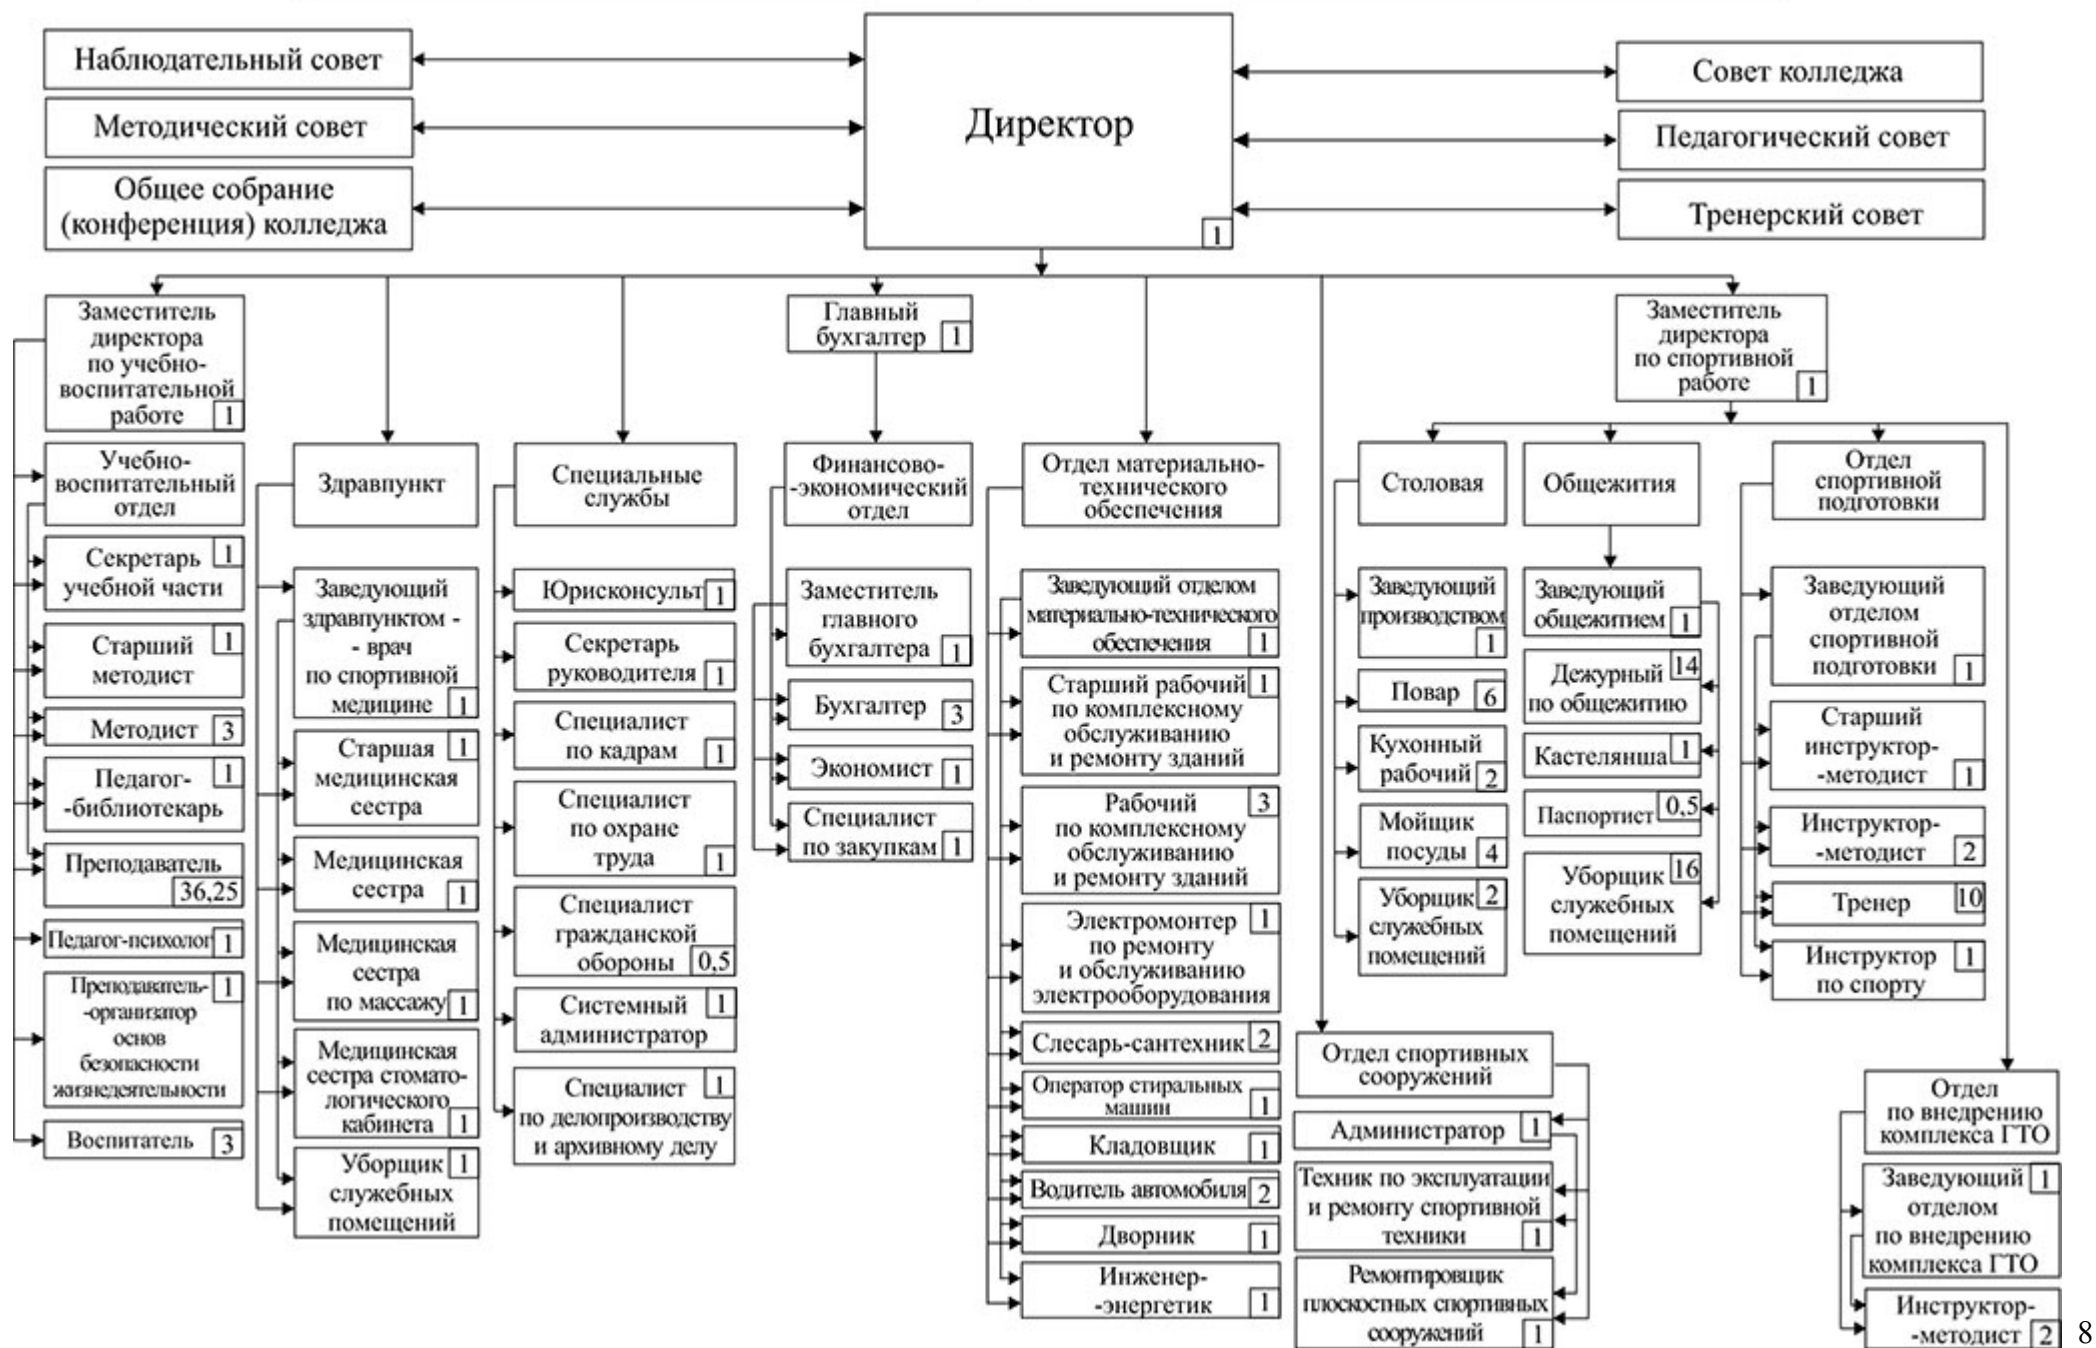 Наблюдательный совет
Методический совет
Общее собрание
(конференция) колледжа
Директор
1
Совет колледжа
Педагогический совет
Тренерский совет
Заместитель
директора
по учебно-
воспитательной
работе 1
Учебно-
воспитательный
отдел
Секретарь 1
учебной части
Старший 1
методист
Методист 3
Педагог- 1
-библиотекарь
Преподаватель
36,25
Педагог-психолог 1
Преподаватель- 1
-организатор
основ
безопасности
жизнедеятельности
Воспитатель 3
Здравпункт
Заведующий
здравпунктом -
- врач
по спортивной
медицине 1
Старшая 1
медицинская
сестра
Медицинская
сестра 1
Медицинская
сестра
по массажу 1
Медицинская
сестра стомато-
логического
кабинета 1
Уборщик 1
служебных
помещений
Специальные
службы
Юрисконсульт 1
Секретарь
руководителя 1
Специалист
по кадрам 1
Специалист
по охране
труда 1
Специалист
гражданской
обороны 0,5
Системный 1
администратор
Специалист 1
по делопроизводству
и архивному делу
Главный
бухгалтер 1
Финансово-
-экономический
отдел
Заместитель
главного
бухгалтера 1
Бухгалтер 3
Экономист 1
Специалист
по закупкам 1
Отдел материально-
технического
обеспечения
Заведующий отделом
материально-технического
обеспечения 1
Старший рабочий 1
по комплексному
обслуживанию
и ремонту зданий
Рабочий 3
по комплексному
обслуживанию
и ремонту зданий
Электромонтер 1
по ремонту
и обслуживанию
электрооборудования
Слесарь-сантехник 2
Оператор стиральных
машин 1
Кладовщик 1
Водитель автомобиля 2
Дворник 1
Инженер-
-энергетик 1
Заместитель
директора
по спортивной
работе 1
Столовая
Заведующий
производством
1
Повар 6
Кухонный
рабочий 2
Мойщик
посуды 4
Уборщик 2
служебных
помещений
Общежития
Заведующий
общежитием 1
Дежурный 14
по общежитию
Кастелянша 1
Паспортист 0,5
Уборщик 16
служебных
помещений
Отдел
спортивной
подготовки
Заведующий
отделом
спортивной
подготовки 1
Старший
инструктор-
-методист 1
Инструктор-
-методист 2
Тренер 10
Инструктор 1
по спорту
Отдел спортивных
сооружений
Администратор 1
Техник по эксплуатации
и ремонту спортивной
техники 1
Ремонтировщик
плоскостных спортивных
сооружений 1
Отдел
по внедрению
комплекса ГТО
Заведующий 1
отделом
по внедрению
комплекса ГТО
Инструктор-
-методист 2
8